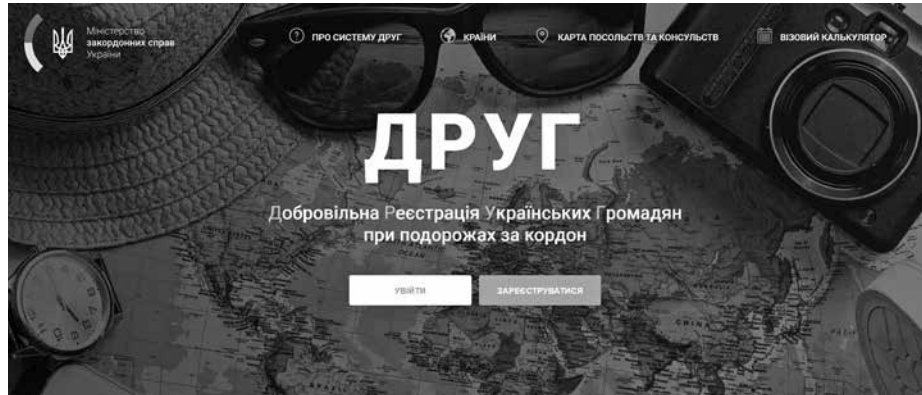 Міністерство
закордонних справ
України
ПРО СИСТЕМУ ДРУГ
КРАЇНИ
КАРТА ПОСОЛЬСТВ ТА КОНСУЛЬСТВ
ВІЗОВИЙ КАЛЬКУЛЯТОР
ДРУГ
Добровільна Реєстрація Українських Громадян
при подорожах за кордон
УВІЙТИ
ЗАРЕЄСТРУВАТИСЯ
CHINA